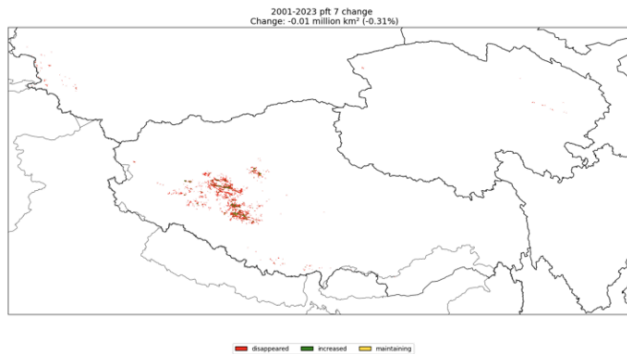 2001-2023 pft 7 change
Change: -0.01 million km² (-0.31%)
disappeared
increased
maintaining